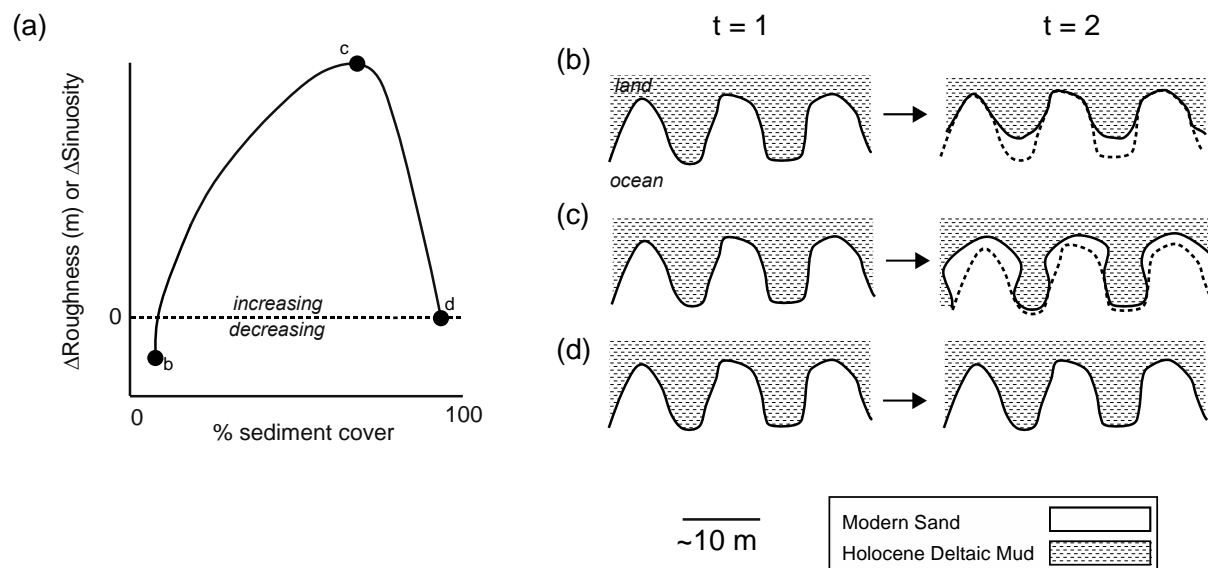 (a)
ΔRoughness (m) or ΔSinuosity
c
0
increasing
decreasing
b
d
0
100
% sediment cover
t = 1
t = 2
(b)
land
ocean
(c)
(d)
~10 m
Modern Sand
Holocene Deltaic Mud